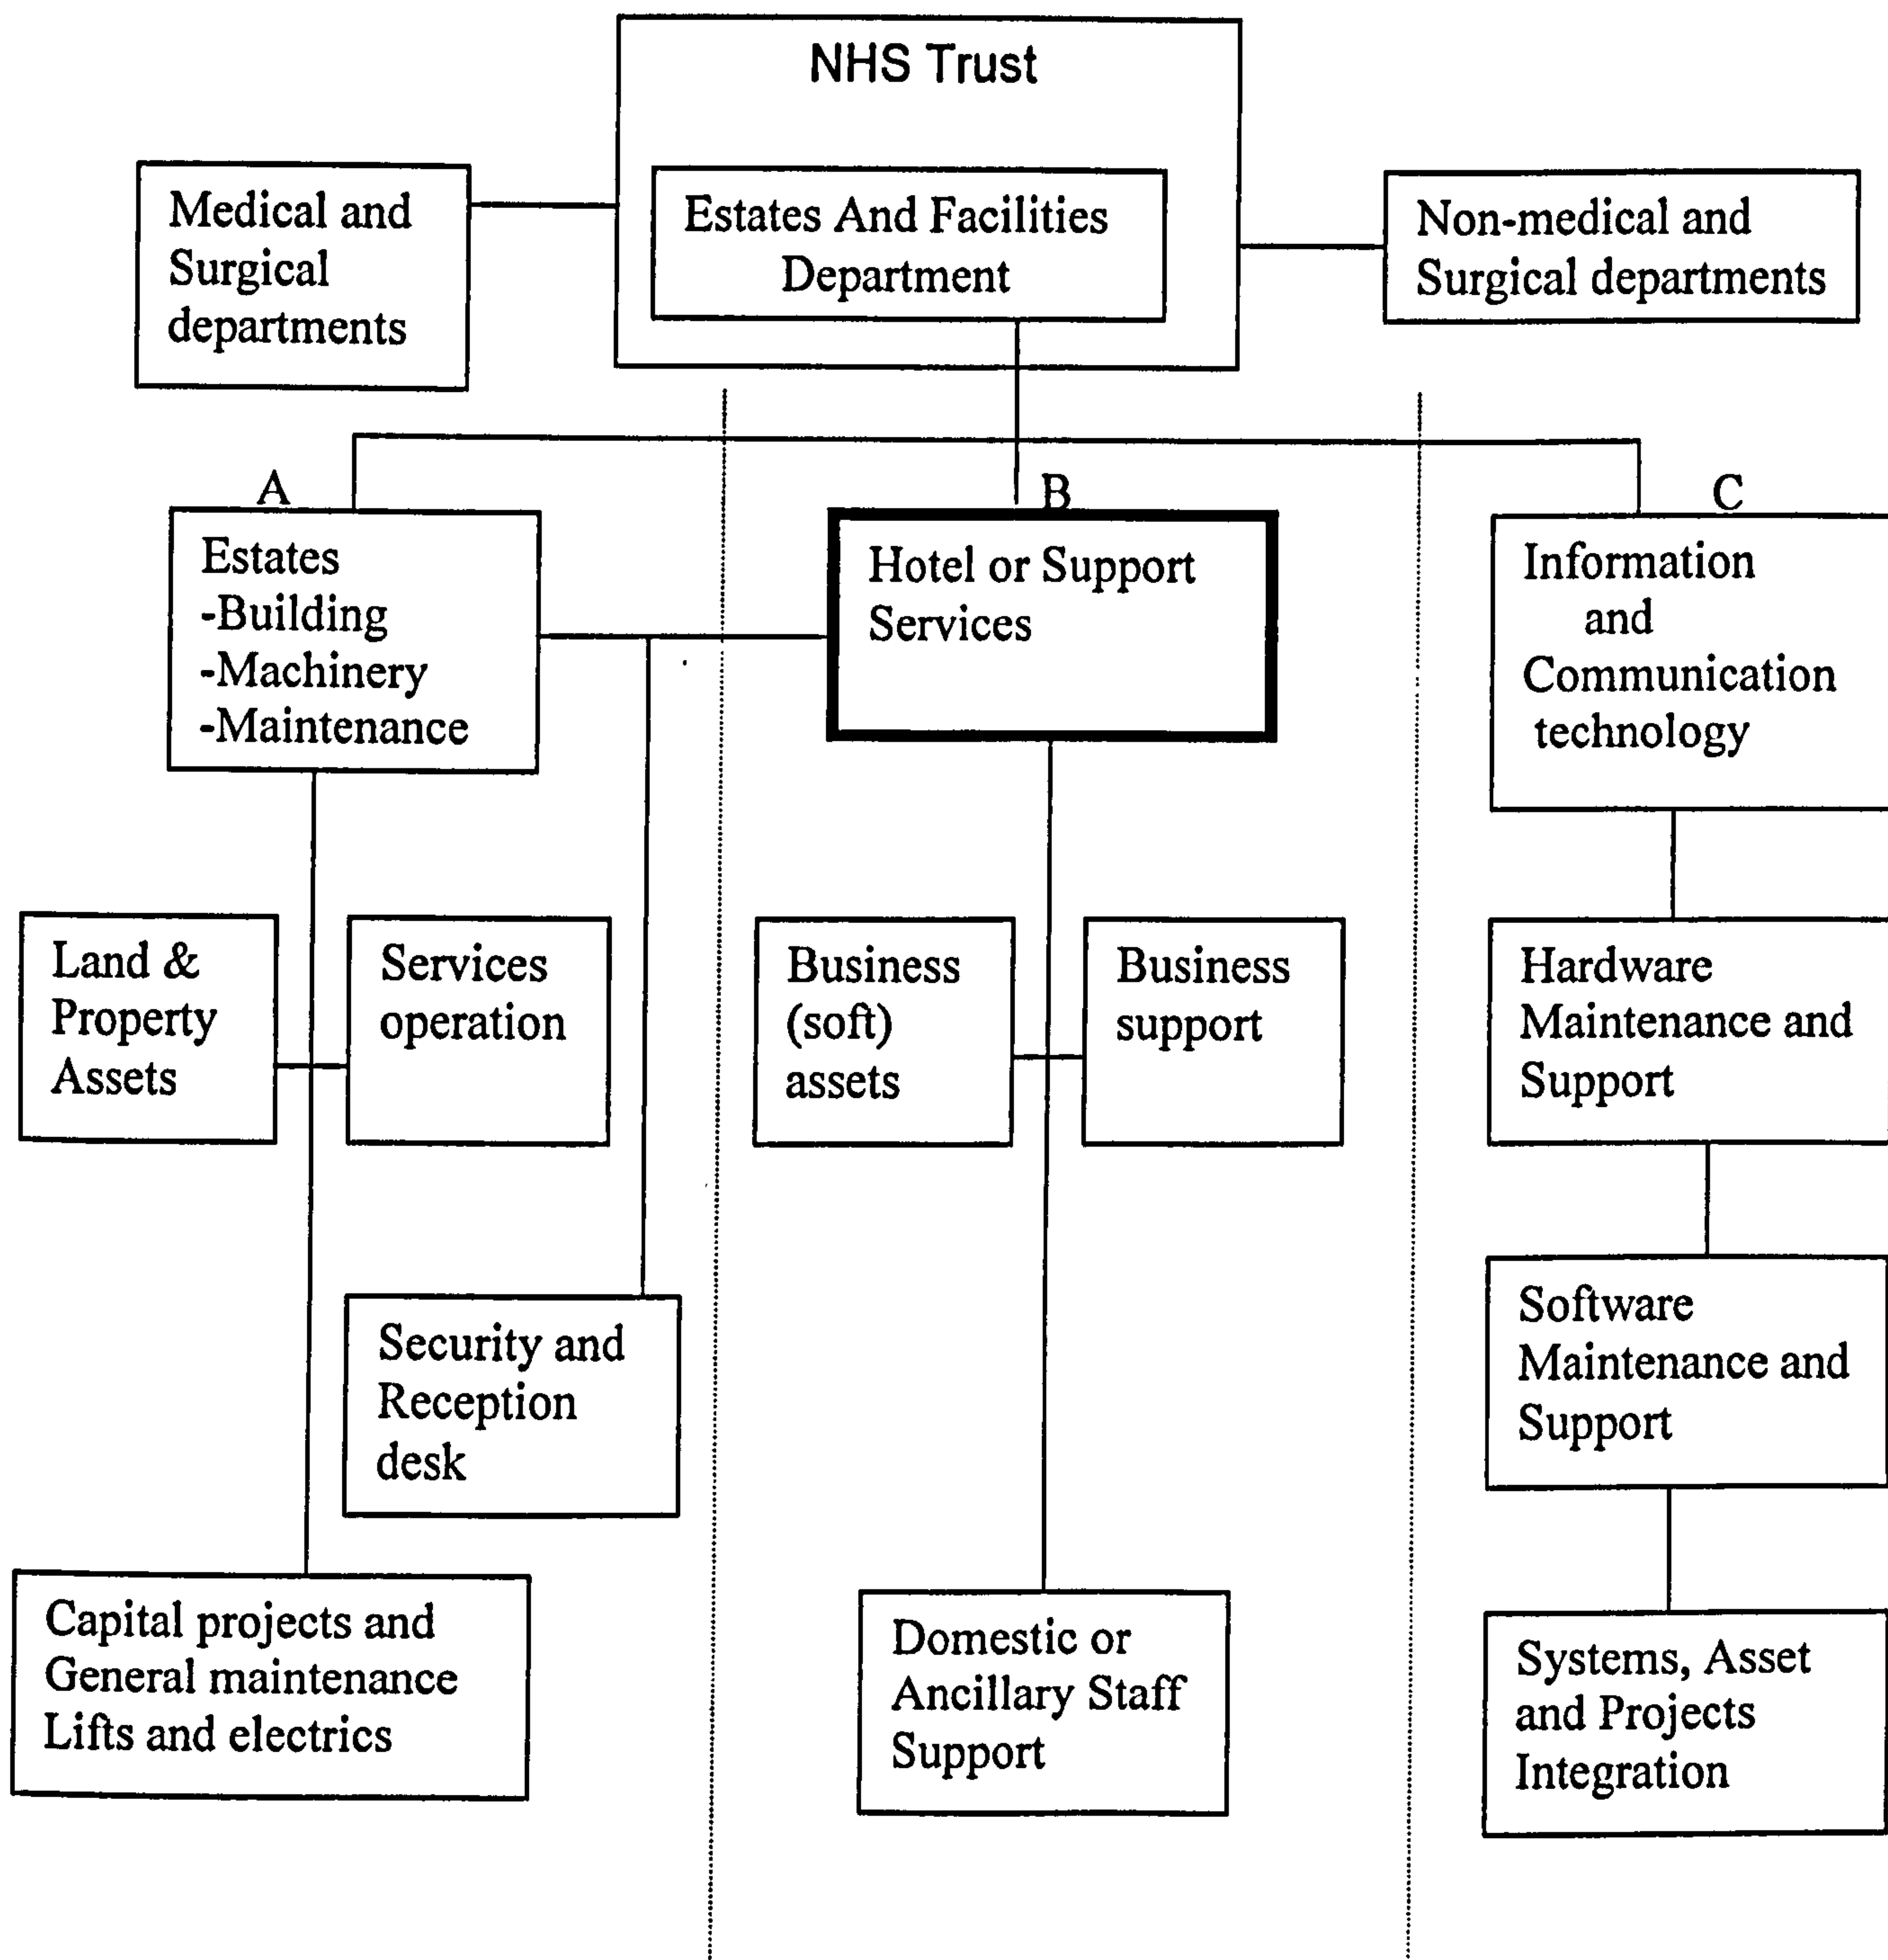 NHS Trust
Medical and
Surgical
departments
Estates And Facilities
Department
Non-medical and
Surgical departments
A
Estates
-Building
-Machinery
-Maintenance
B
Hotel or Support
Services
C
Information
and
Communication
technology
Land &
Property
Assets
Services
operation
Business
(soft)
assets
Business
support
Hardware
Maintenance and
Support
Security and
Reception
desk
Software
Maintenance and
Support
Capital projects and
General maintenance
Lifts and electrics
Domestic or
Ancillary Staff
Support
Systems, Asset
and Projects
Integration